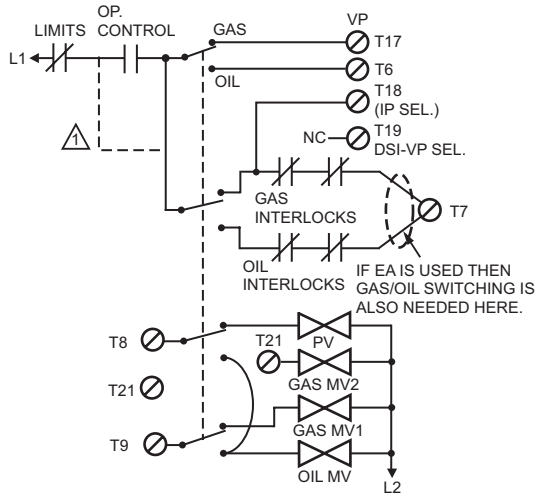 OP.
LIMITS CONTROL GAS VP
L1 T17
T6
OIL
T18
(IP SEL.)
1
NC T19
DSI-VP SEL.
GAS
INTERLOCKS
T7
OIL
INTERLOCKS
IF EA IS USED THEN
GAS/OIL SWITCHING IS
ALSO NEEDED HERE.
T8
T21
PV
T21
GAS MV2
GAS MV1
T9
OIL MV
L2